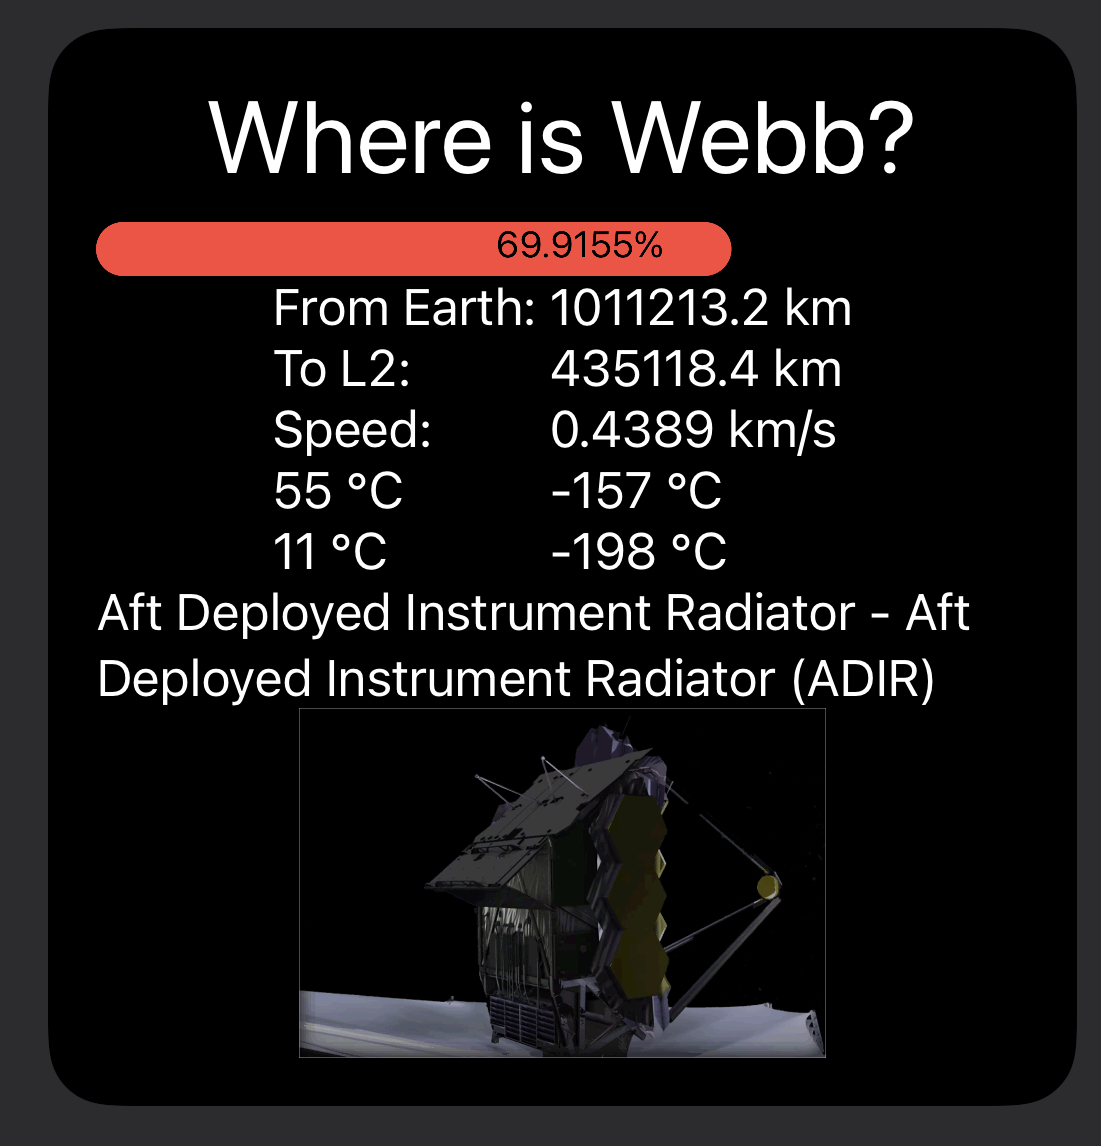 Where is Webb?
69.9155%
From Earth: 1011213.2 km
To L2: 435118.4 km
Speed: 0.4389 km/s
55 °C -157 °C
11 °C -198 °C
Aft Deployed Instrument Radiator - Aft
Deployed Instrument Radiator (ADIR)